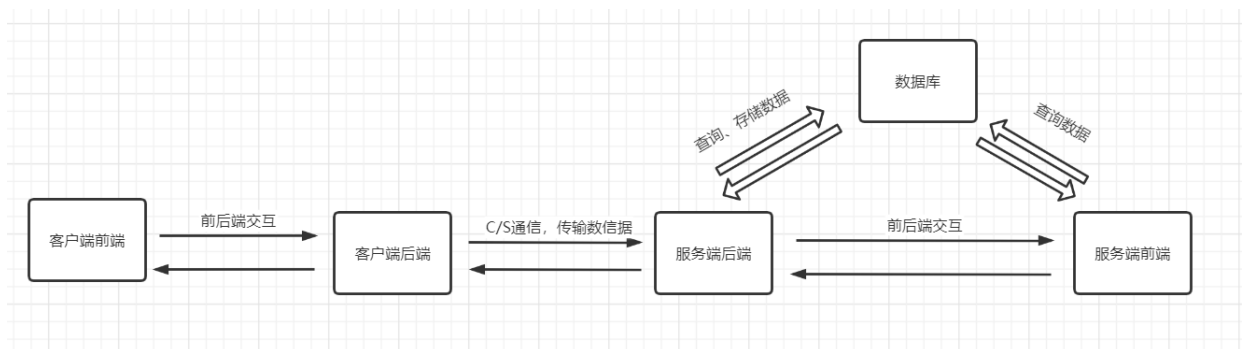 数据库
查询、存储数据
查询数据
客户端前端
前后端交互
客户端后端
C/S通信，传输数信据
服务端后端
前后端交互
服务端前端